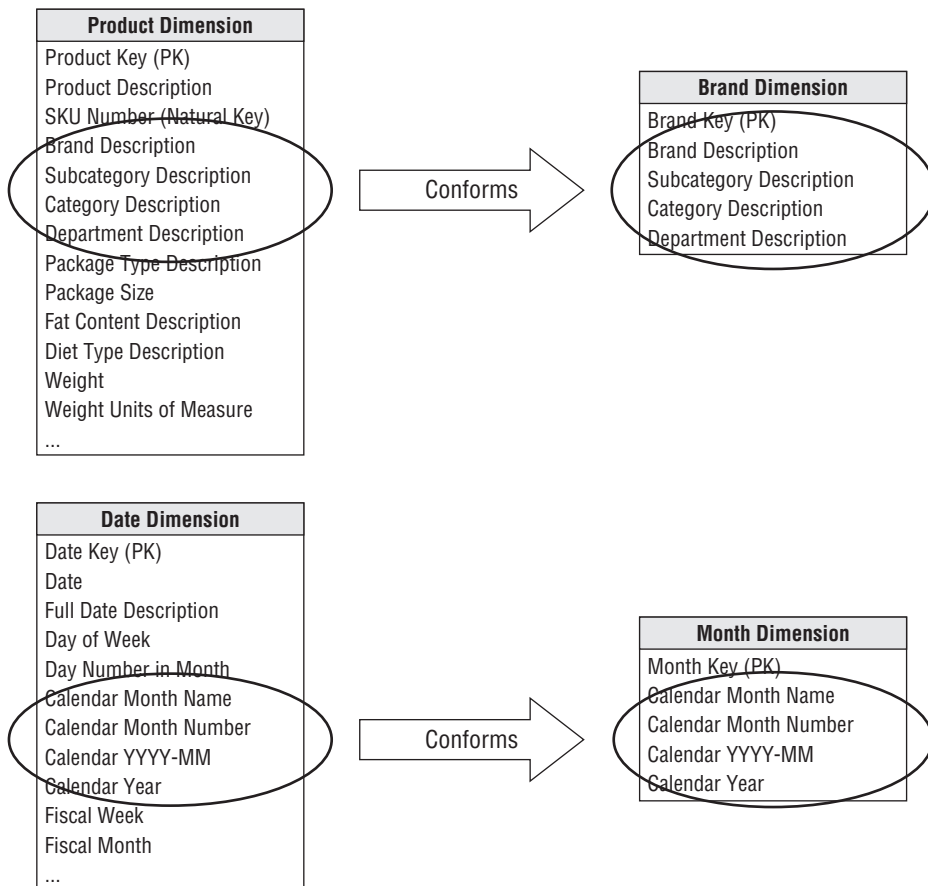 Product Dimension
Product Key (PK)
Product Description
SKU Number (Natural Key)
Brand Description
Subcategory Description
Category Description
Department Description
Package Type Description
Package Size
Fat Content Description
Diet Type Description
Weight
Weight Units of Measure
...
Conforms
Brand Dimension
Brand Key (PK)
Brand Description
Subcategory Description
Category Description
Department Description
Date Dimension
Date Key (PK)
Date
Full Date Description
Day of Week
Day Number in Month
Calendar Month Name
Calendar Month Number
Calendar YYYY-MM
Calendar Year
Fiscal Week
Fiscal Month
...
Conforms
Month Dimension
Month Key (PK)
Calendar Month Name
Calendar Month Number
Calendar YYYY-MM
Calendar Year